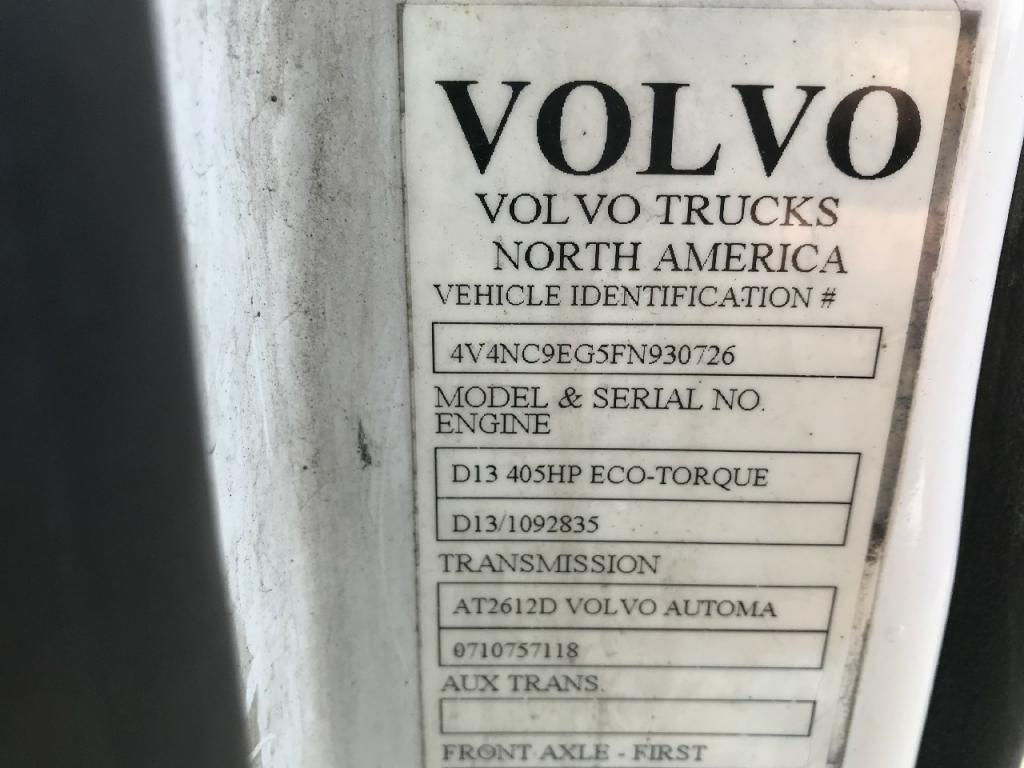 VOLVO
VOLVO TRUCKS
NORTH AMERICA
VEHICLE IDENTIFICATION #
4V4NC9EG5FN930726
MODEL & SERIAL NO.
ENGINE
D13 405HP ECO-TORQUE
D13/1092835
TRANSMISSION
AT2612D VOLVO AUTOMA
0710757118
AUX TRANS.
FRONT AXLE - FIRST